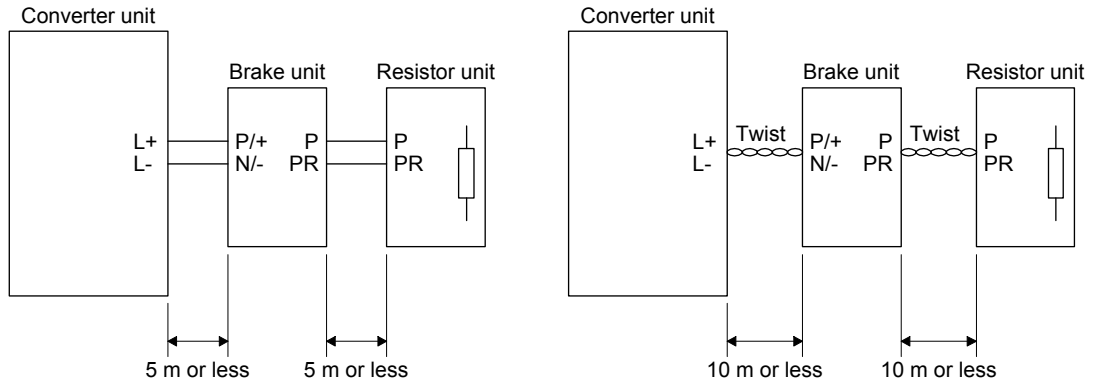 Converter unit
Brake unit
Resistor unit
L+
P/+
P
P
L-
N/-
PR
PR
5 m or less
5 m or less
Converter unit
Brake unit
Resistor unit
Twist
Twist
L+
P/+
P
P
L-
N/-
PR
PR
10 m or less
10 m or less